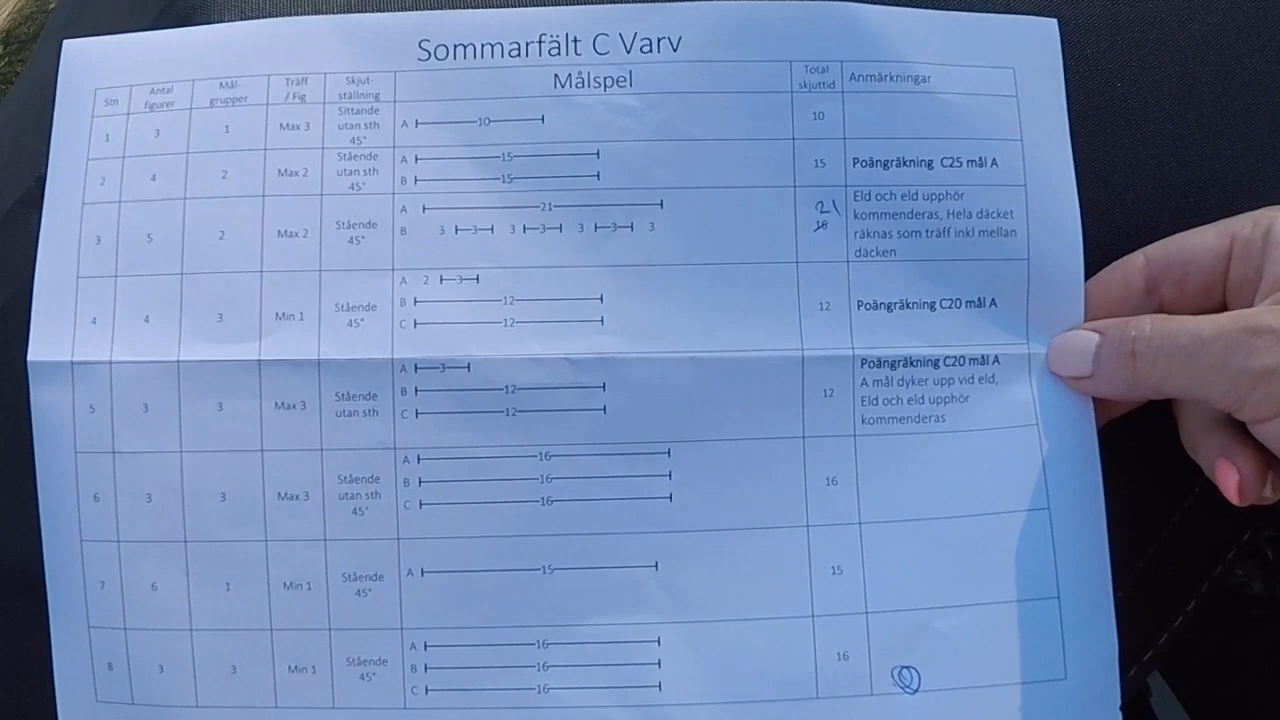 Sommarfält C Varv
Stn Antal figurer Mål-grupper Träff / Fig Skjut-ställning Målspel Total skjuttid Anmärkningar
1 3 1 Max 3 Sittande utan sth 45° A 10 10
2 4 2 Max 2 Stående utan sth 45° A 15 B 15 15 Poängräkning C25 mål A
3 5 2 Max 2 Stående 45° A 21 B 3 3 3 3 3 3 3 21 18 Eld och eld upphör
kommenderas, Hela däcket
räknas som träff inkl mellan
däcken
4 4 3 Min 1 Stående 45° A 2 3 B 12 C 12 12 Poängräkning C20 mål A
5 3 3 Max 3 Stående utan sth A 3 B 12 C 12 12 Poängräkning C20 mål A
A mål dyker upp vid eld,
Eld och eld upphör
kommenderas
6 3 3 Max 3 Stående utan sth 45° A 16 B 16 C 16 16
7 6 1 Min 1 Stående 45° A 15 15
8 3 3 Min 1 Stående 45° A 16 B 16 C 16 16